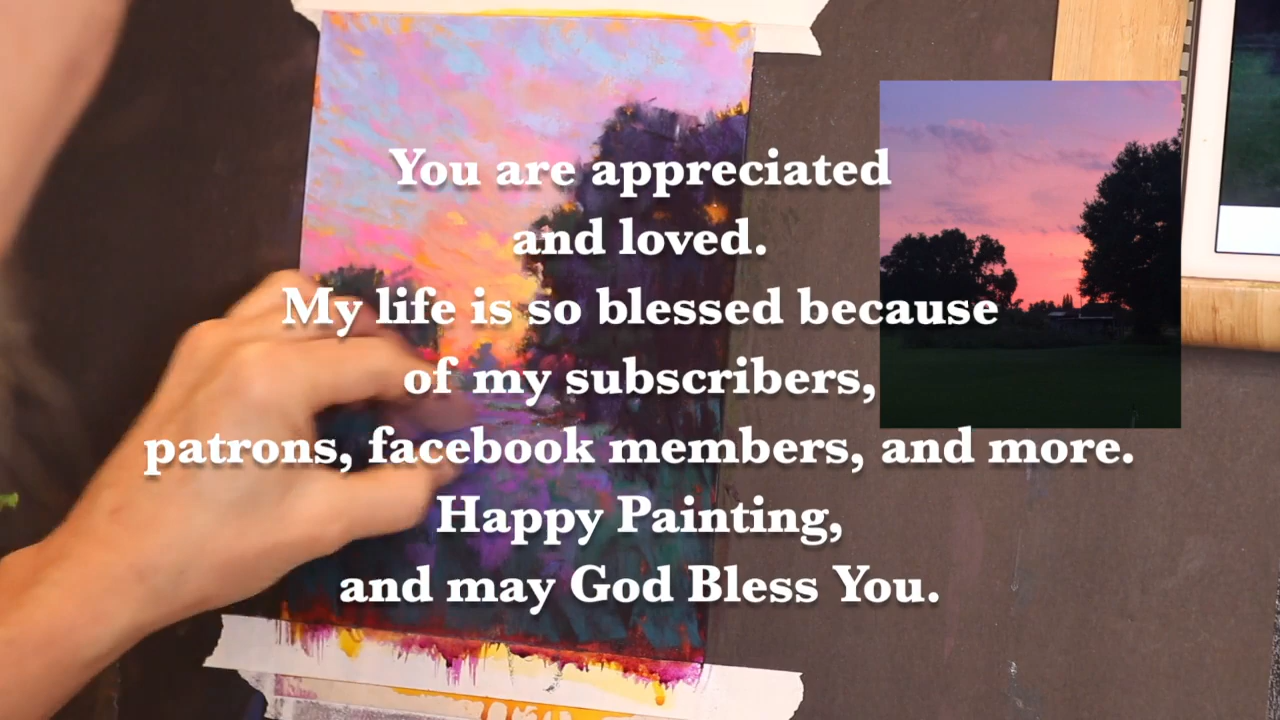 You are appreciated
and loved.
My life is so blessed because
of my subscribers,
patrons, facebook members, and more.
Happy Painting,
and may God Bless You.